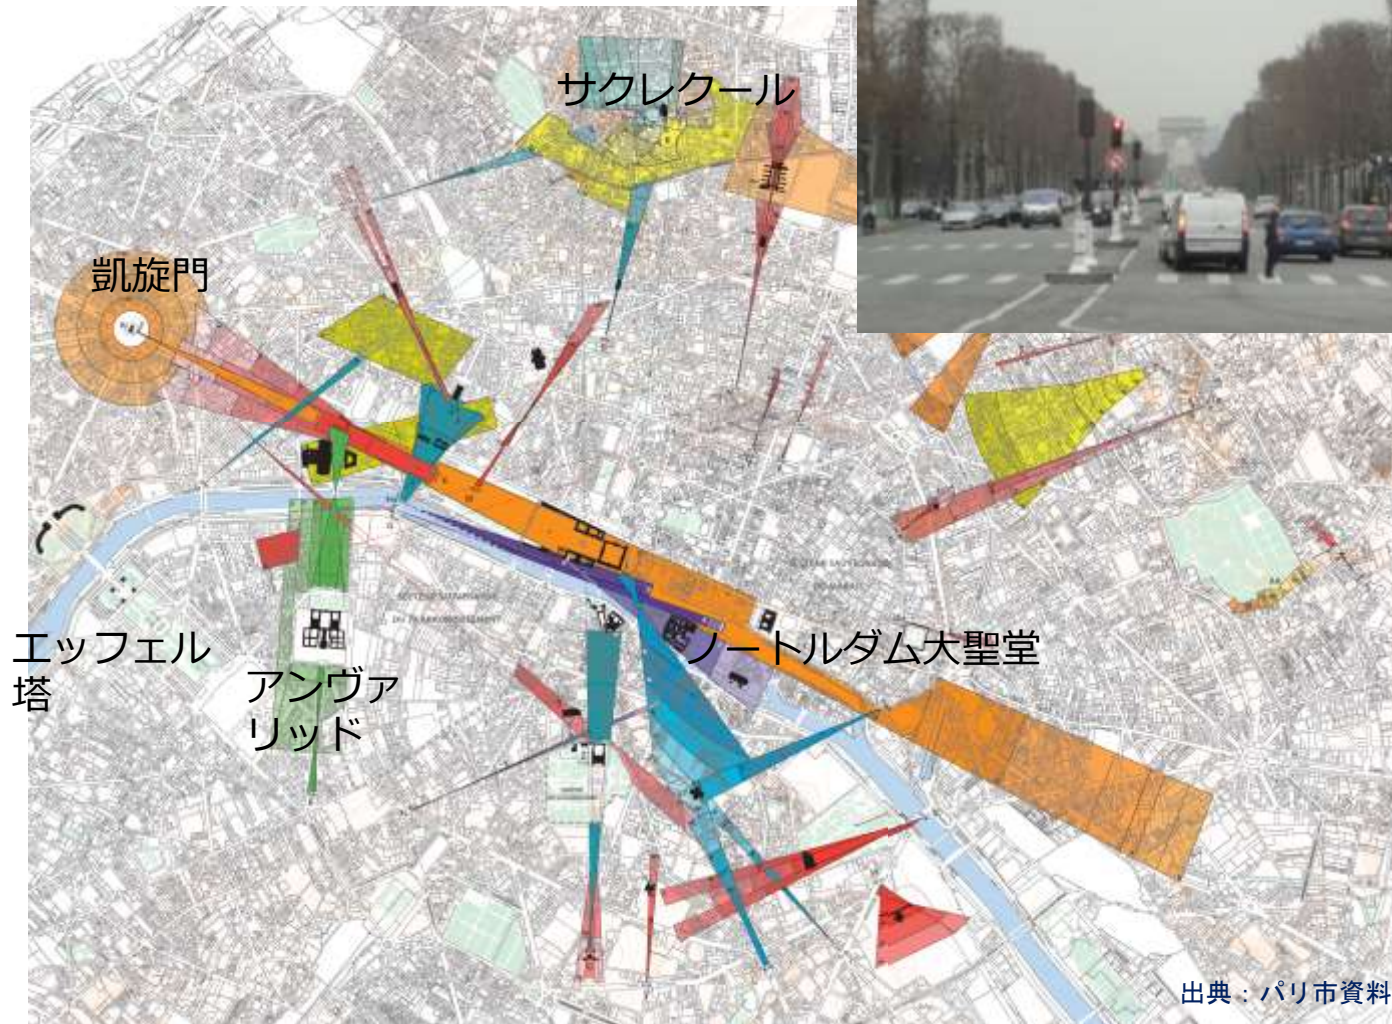 サクレクール
凱旋門
エッフェル
塔
アンヴァ
リッド
ノートルダム大聖堂
出典：パリ市資料